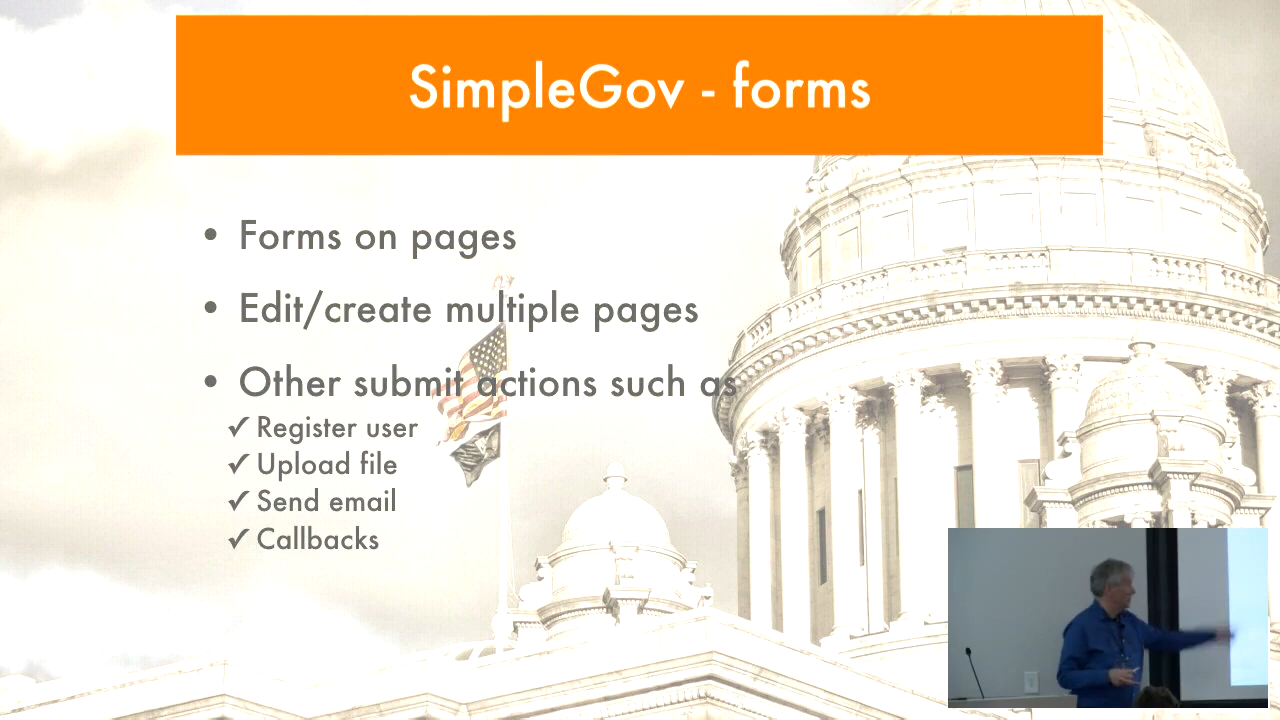 SimpleGov - forms
• Forms on pages
• Edit/create multiple pages
• Other submit actions such as
✓ Register user
✓ Upload file
✓ Send email
✓ Callbacks